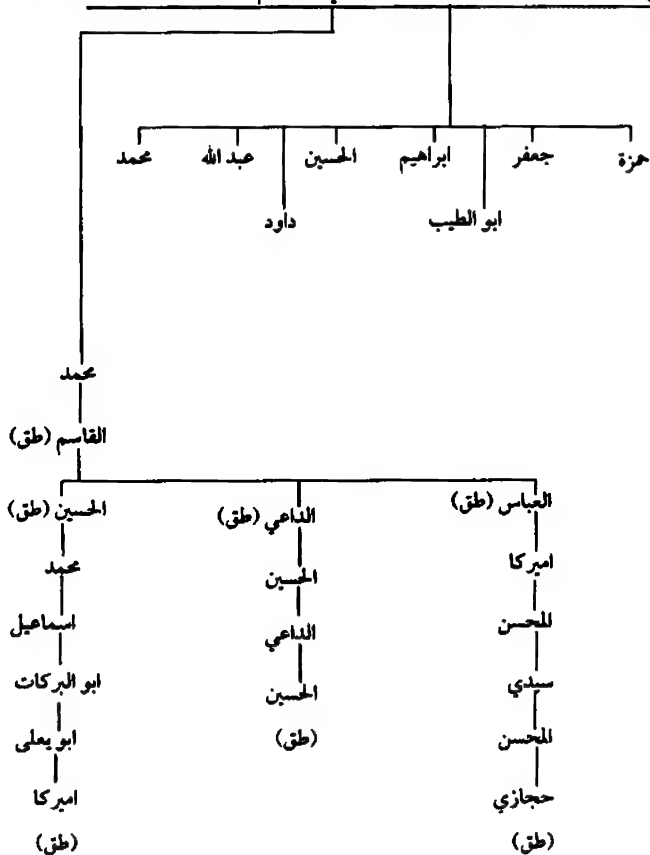 حمزة جعفر ابراهيم الحسين عبد الله محمد
ابو الطيب داود
محمد
القاسم (طق)
العباس (طق) الداعي (طق) الحسين (طق)
اميركا الحسين محمد
المحسن الداعي اسماعيل
سيدي الحسين ابو البركات
المحسن (طق) ابو يعلى
حجازي اميركا
(طق) (طق)